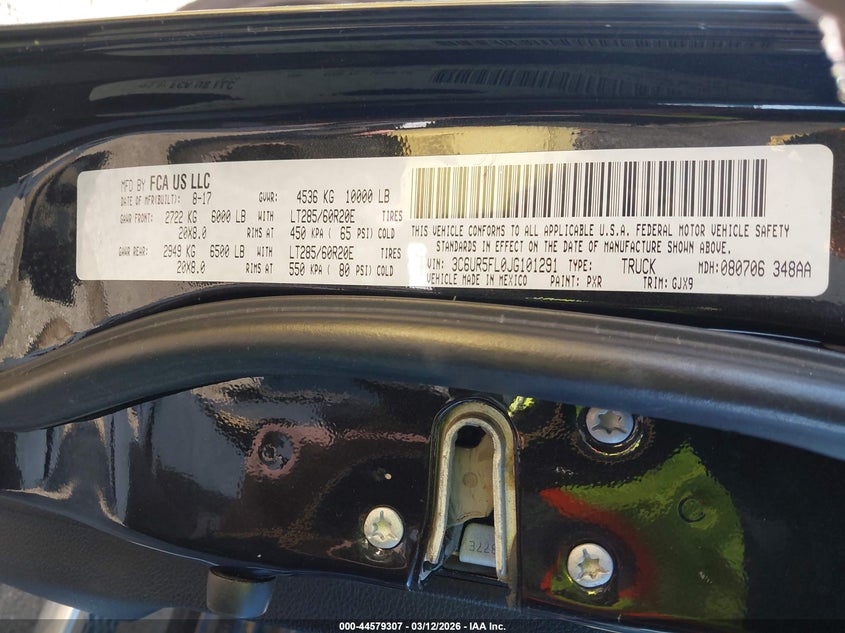 MFD BY FCA US LLC
DATE OF MFR(BUILT) 8-17 GVWR: 4536 KG 10000 LB
GAWR FRONT: 2722 KG 6000 LB WITH LT285/60R20E TIRES
20X8.0 RIMS AT 450 KPA ( 65 PSI) COLD
GAWR REAR: 2949 KG 6500 LB WITH LT285/60R20E TIRES
20X8.0 RIMS AT 550 KPA ( 80 PSI) COLD
THIS VEHICLE CONFORMS TO ALL APPLICABLE U.S.A. FEDERAL MOTOR VEHICLE SAFETY
STANDARDS IN EFFECT ON THE DATE OF MANUFACTURE SHOWN ABOVE.
VIN: 3C6UR5FL0JG101291 TYPE: TRUCK MDH:080706 348AA
VEHICLE MADE IN MEXICO PAINT: PXR TRIM: GJX9
000-44579307 - 03/12/2026 - IAA Inc.